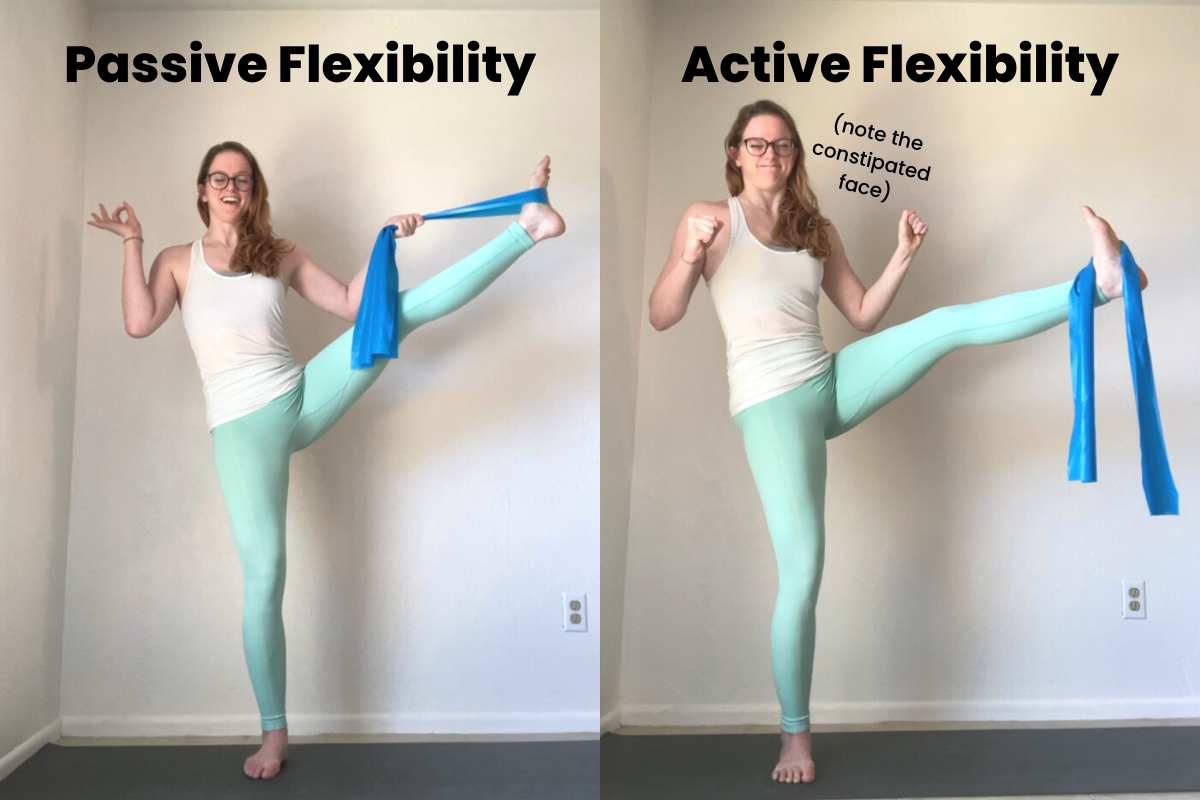 Passive Flexibility
Active Flexibility
(note the
constipated
face)